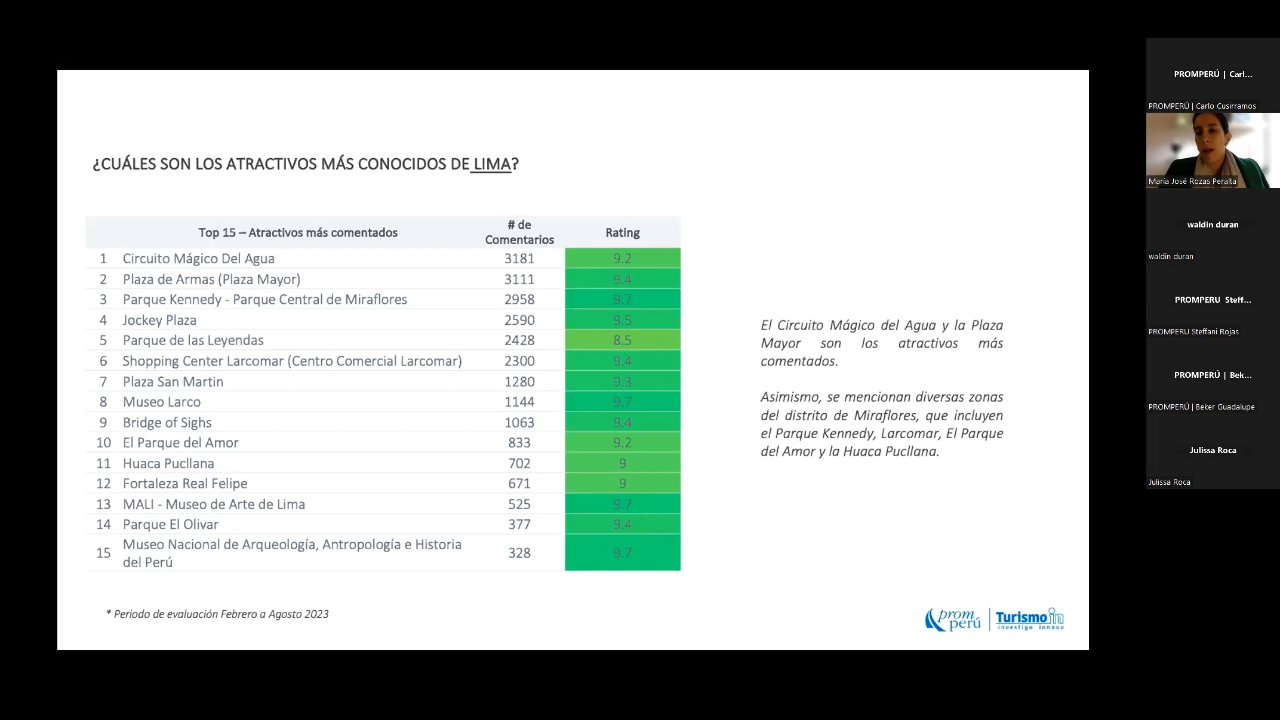 ¿CUÁLES SON LOS ATRACTIVOS MÁS CONOCIDOS DE LIMA?
Top 15 – Atractivos más comentados # de Comentarios Rating
1 Circuito Mágico Del Agua 3181 9.2
2 Plaza de Armas (Plaza Mayor) 3111 9.4
3 Parque Kennedy - Parque Central de Miraflores 2958 9.7
4 Jockey Plaza 2590 9.5
5 Parque de las Leyendas 2428 8.5
6 Shopping Center Larcomar (Centro Comercial Larcomar) 2300 9.4
7 Plaza San Martin 1280 9.3
8 Museo Larco 1144 9.7
9 Bridge of Sighs 1063 9.4
10 El Parque del Amor 833 9.2
11 Huaca Pucllana 702 9
12 Fortaleza Real Felipe 671 9
13 MALI - Museo de Arte de Lima 525 9.7
14 Parque El Olivar 377 9.4
15 Museo Nacional de Arqueología, Antropología e Historia del Perú 328 9.7
El Circuito Mágico del Agua y la Plaza
Mayor son los atractivos más
comentados.
Asimismo, se mencionan diversas zonas
del distrito de Miraflores, que incluyen
el Parque Kennedy, Larcomar, El Parque
del Amor y la Huaca Pucllana.
* Periodo de evaluación Febrero a Agosto 2023
prom
perú
Turismo in
investiga innova
PROMPERÚ | Carl...
PROMPERÚ | Carlo Cusirramos
María José Rozas Peralta
waldin duran
waldin duran
PROMPERU Steff...
PROMPERU Steffani Rojas
PROMPERÚ | Bek...
PROMPERÚ | Beker Guadalupe
Julissa Roca
Julissa Roca